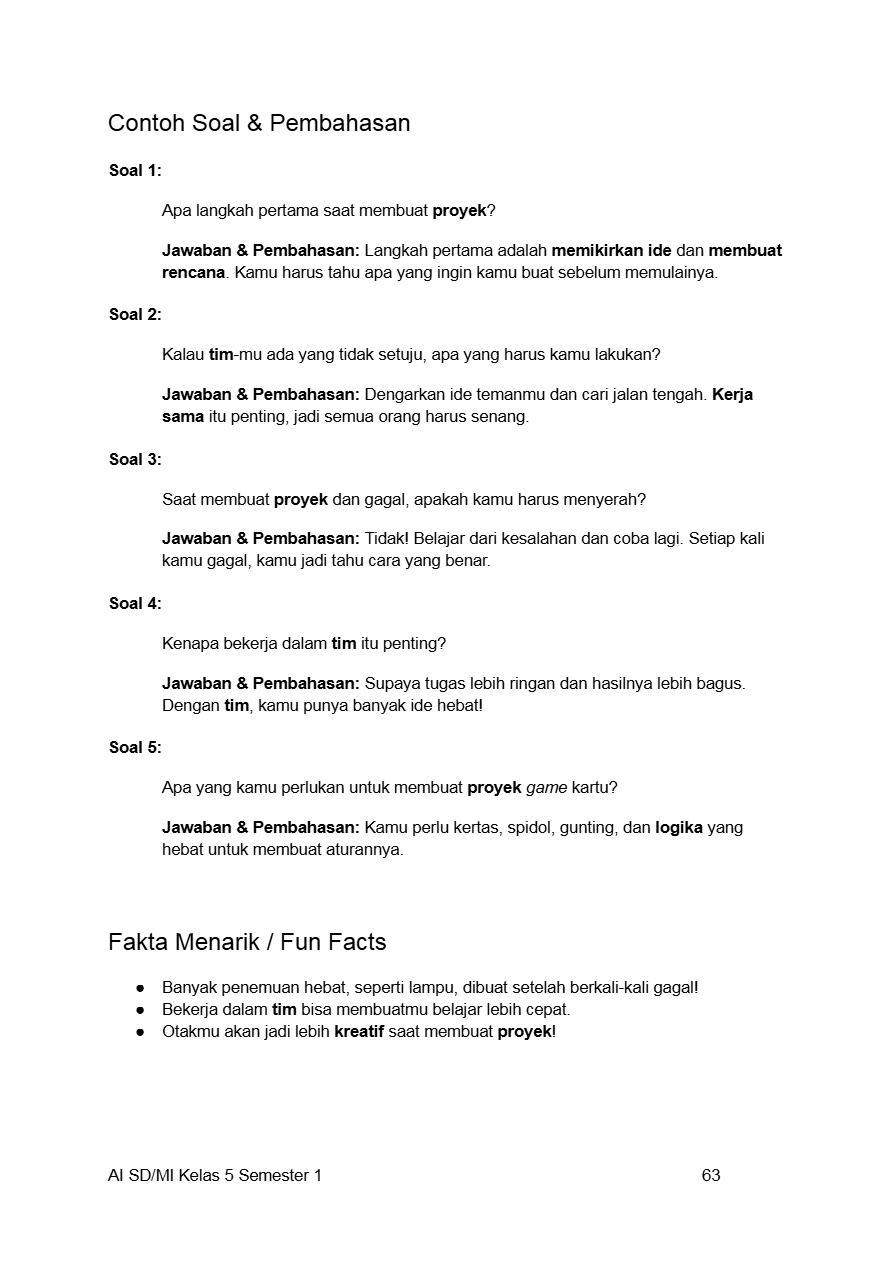 Contoh Soal & Pembahasan
Soal 1:
Apa langkah pertama saat membuat proyek?
Jawaban & Pembahasan: Langkah pertama adalah memikirkan ide dan membuat
rencana. Kamu harus tahu apa yang ingin kamu buat sebelum memulainya.
Soal 2:
Kalau tim-mu ada yang tidak setuju, apa yang harus kamu lakukan?
Jawaban & Pembahasan: Dengarkan ide temanmu dan cari jalan tengah. Kerja
sama itu penting, jadi semua orang harus senang.
Soal 3:
Saat membuat proyek dan gagal, apakah kamu harus menyerah?
Jawaban & Pembahasan: Tidak! Belajar dari kesalahan dan coba lagi. Setiap kali
kamu gagal, kamu jadi tahu cara yang benar.
Soal 4:
Kenapa bekerja dalam tim itu penting?
Jawaban & Pembahasan: Supaya tugas lebih ringan dan hasilnya lebih bagus.
Dengan tim, kamu punya banyak ide hebat!
Soal 5:
Apa yang kamu perlukan untuk membuat proyek game kartu?
Jawaban & Pembahasan: Kamu perlu kertas, spidol, gunting, dan logika yang
hebat untuk membuat aturannya.
Fakta Menarik / Fun Facts
● Banyak penemuan hebat, seperti lampu, dibuat setelah berkali-kali gagal!
● Bekerja dalam tim bisa membuatmu belajar lebih cepat.
● Otakmu akan jadi lebih kreatif saat membuat proyek!
AI SD/MI Kelas 5 Semester 1 63